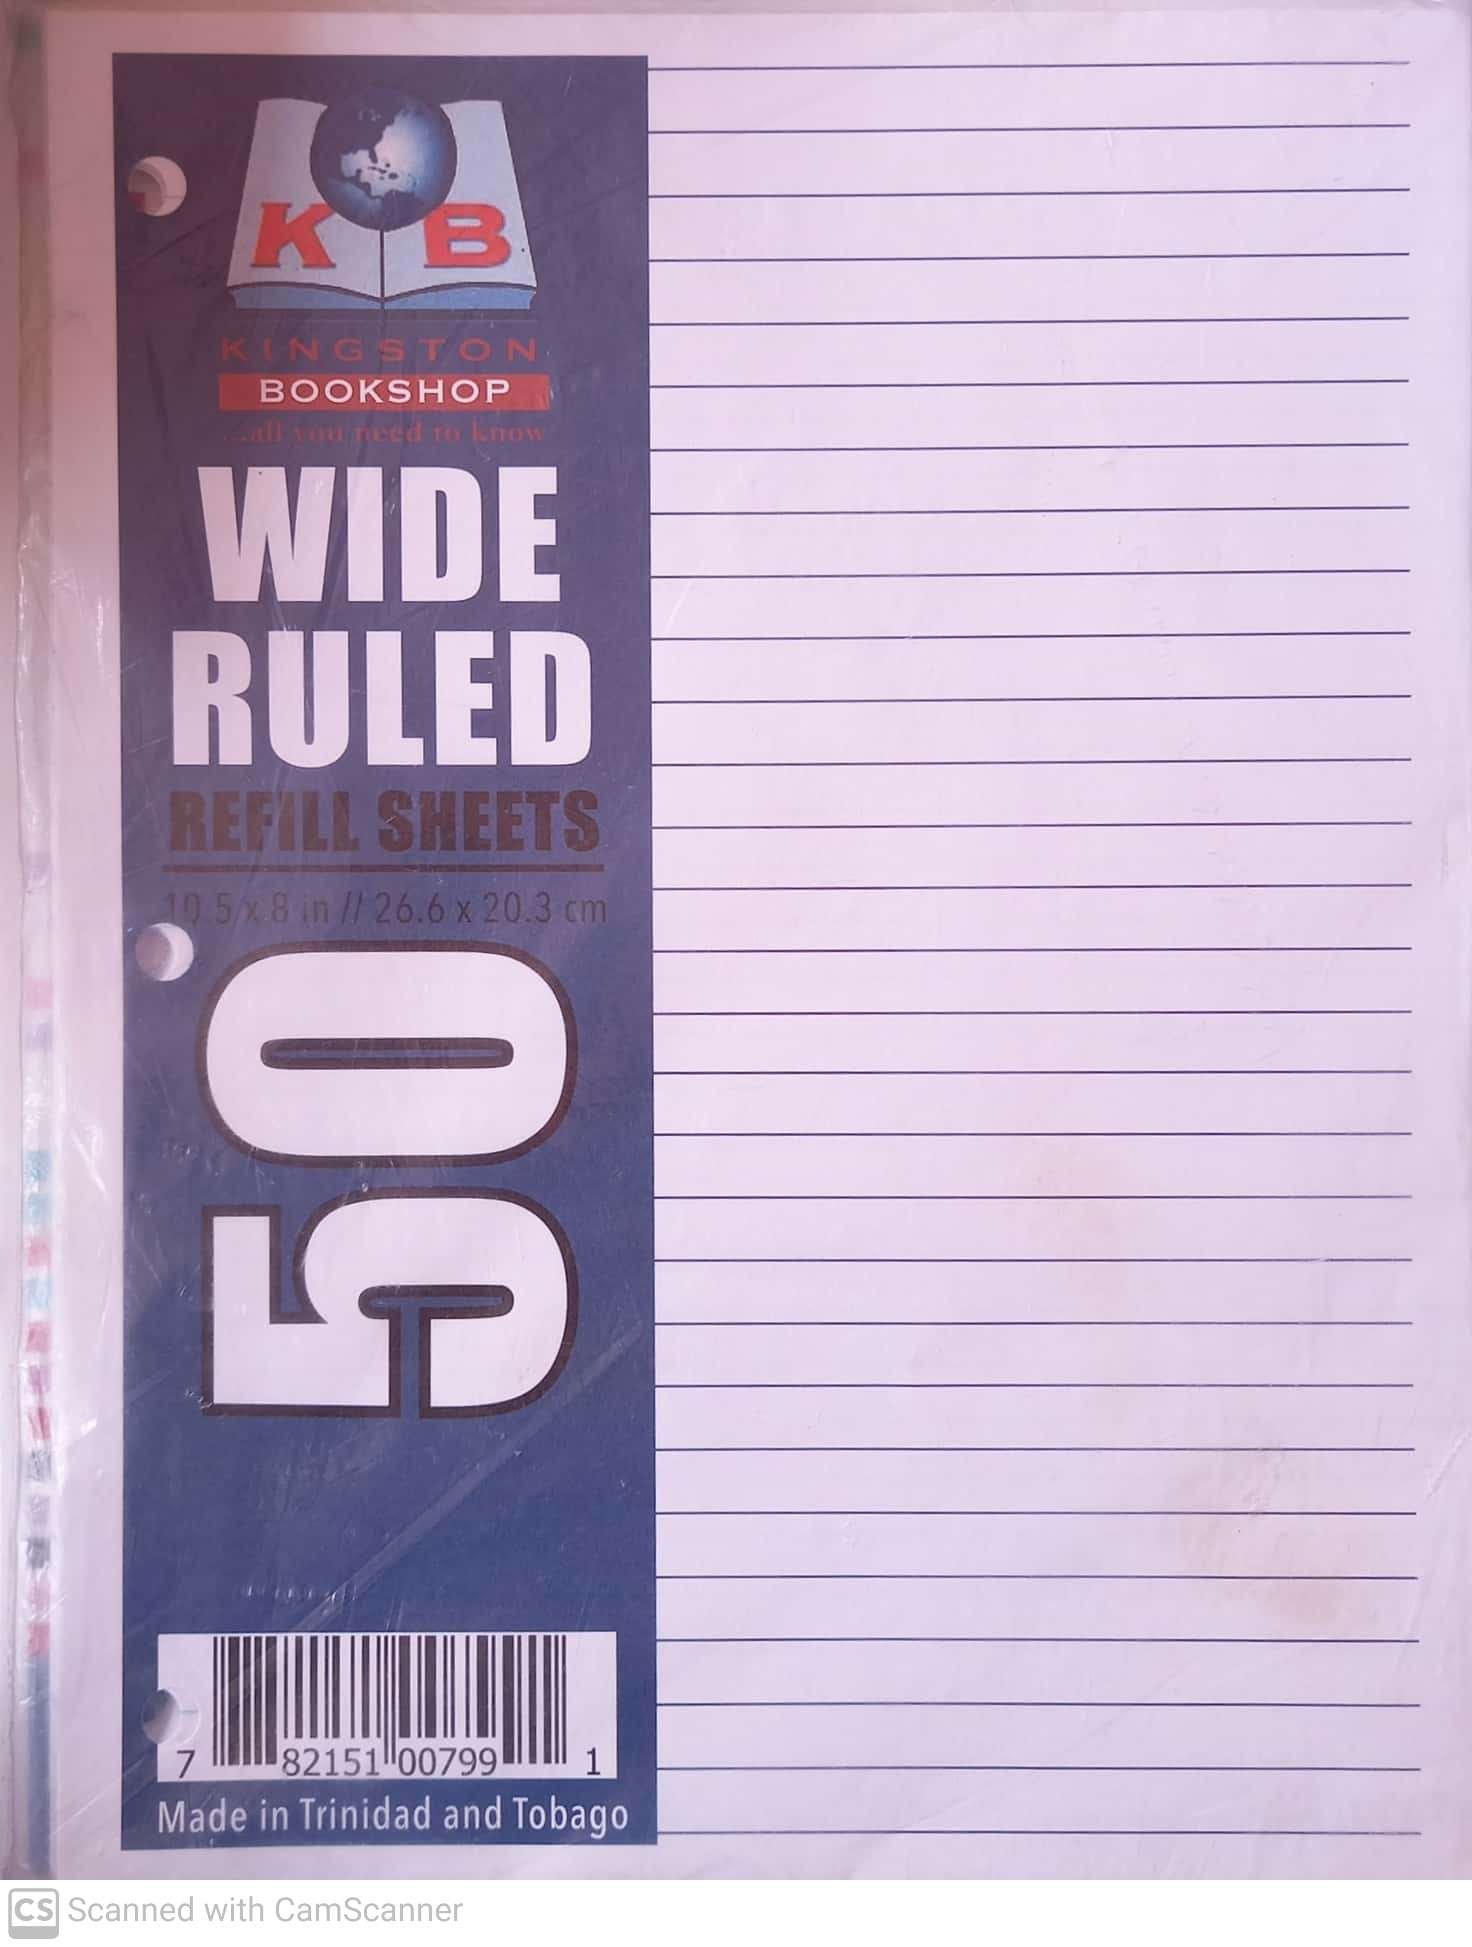 K B
KINGSTON
BOOKSHOP
...all you need to know
WIDE
RULED
REFILL SHEETS
10.5 x 8 in // 26.6 x 20.3 cm
50
7 82151 00799 1
Made in Trinidad and Tobago
CS Scanned with CamScanner